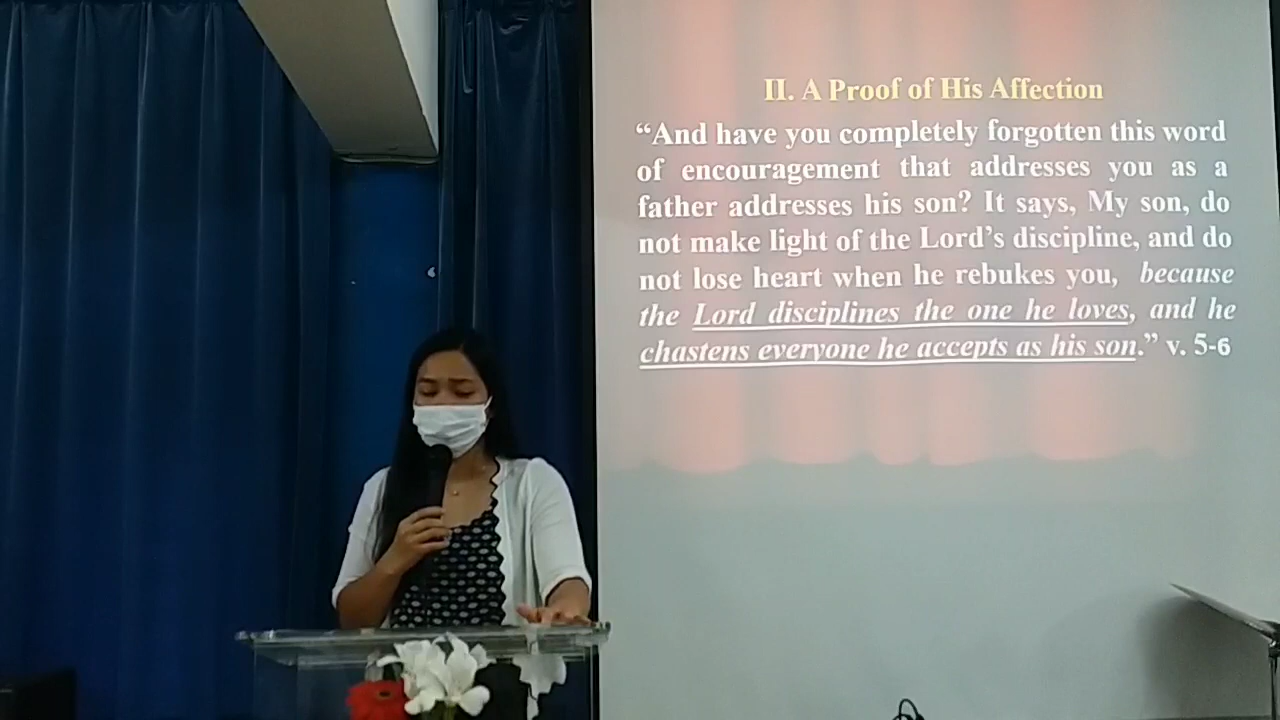 II. A Proof of His Affection
“And have you completely forgotten this word
of encouragement that addresses you as a
father addresses his son? It says, My son, do
not make light of the Lord’s discipline, and do
not lose heart when he rebukes you, because
the Lord disciplines the one he loves, and he
chastens everyone he accepts as his son.” v. 5-6